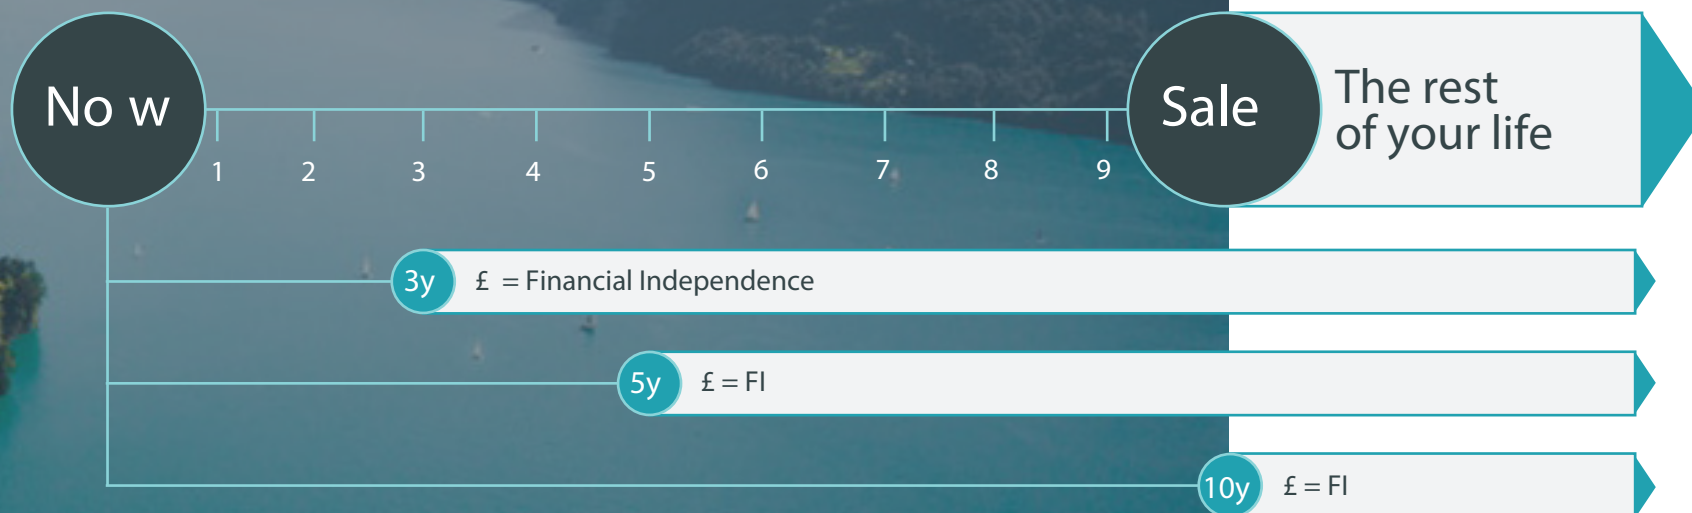 No w
Sale
The rest
of your life
1 2 3 4 5 6 7 8 9
3y £ = Financial Independence
5y £ = FI
10y £ = FI